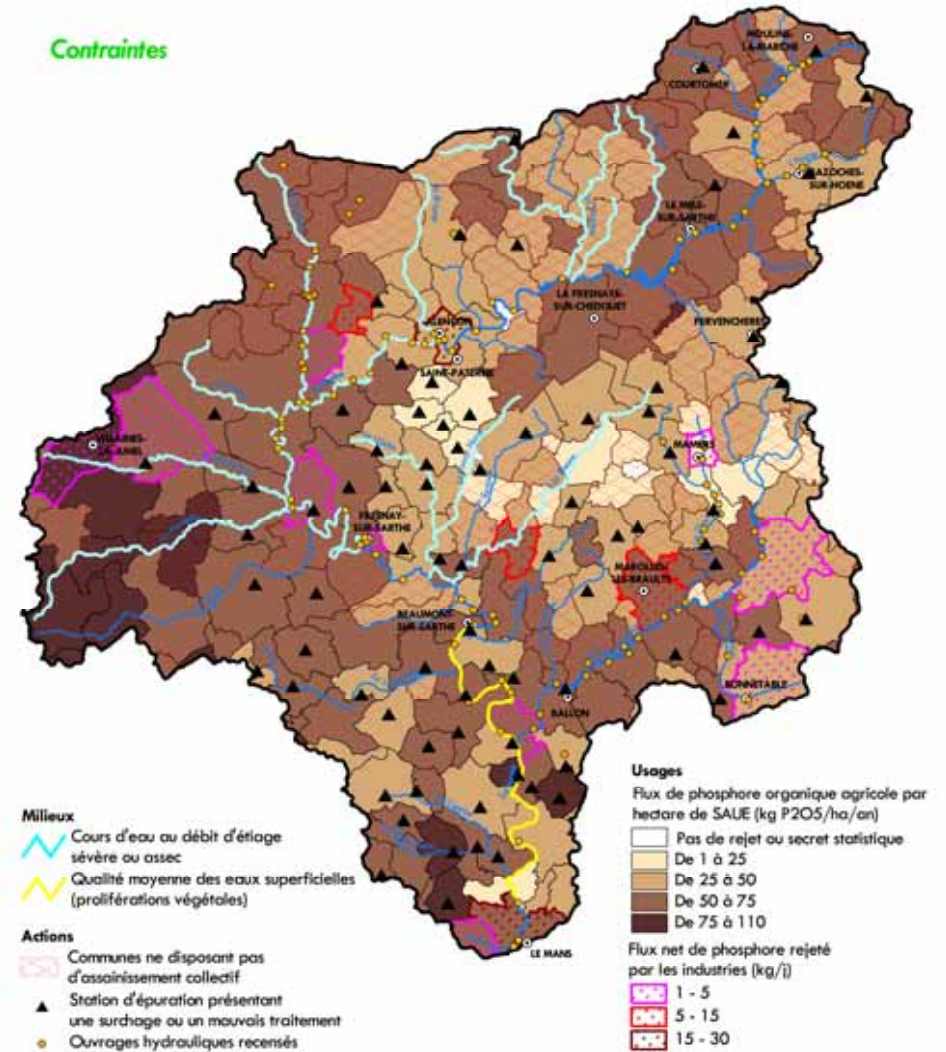 Contraintes
MOULINS-
LA-MARCHE
COURTOMER
BAZOCHES-
SUR-HOENE
LE MELE-
SUR-SARTHE
LA FRESNAYE-
SUR-CHEDOUET
ALENCON
PERVENCHERES
SAINT-PATERNE
VILLAINES-
LA-JUHEL
MAMERS
FRESNAY-
SUR-SARTHE
MAROLLES-
LES-BRAULTS
BEAUMONT-
SUR-SARTHE
BONNETABLE
BALLON
LE MANS
Milieux
Cours d'eau au débit d'étiage
sévère ou assec
Qualité moyenne des eaux superficielles
(proliférations végétales)
Actions
Communes ne disposant pas
d'assainissement collectif
Station d'épuration présentant
une surchage ou un mauvais traitement
Ouvrages hydrauliques recensés
Usages
Flux de phosphore organique agricole par
hectare de SAUE (kg P2O5/ha/an)
Pas de rejet ou secret statistique
De 1 à 25
De 25 à 50
De 50 à 75
De 75 à 110
Flux net de phosphore rejeté
par les industries (kg/j)
1 - 5
5 - 15
15 - 30